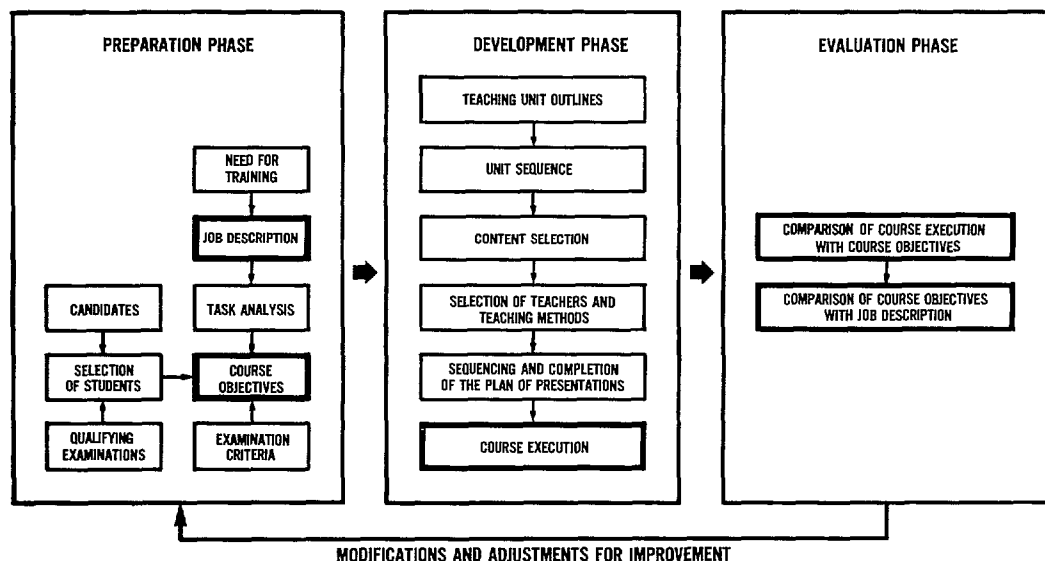 PREPARATION PHASE
NEED FOR
TRAINING
JOB DESCRIPTION
CANDIDATES
TASK ANALYSIS
SELECTION
OF STUDENTS
COURSE
OBJECTIVES
QUALIFYING
EXAMINATIONS
EXAMINATION
CRITERIA
DEVELOPMENT PHASE
TEACHING UNIT OUTLINES
UNIT SEQUENCE
CONTENT SELECTION
SELECTION OF TEACHERS AND
TEACHING METHODS
SEQUENCING AND COMPLETION
OF THE PLAN OF PRESENTATIONS
COURSE EXECUTION
EVALUATION PHASE
COMPARISON OF COURSE EXECUTION
WITH COURSE OBJECTIVES
COMPARISON OF COURSE OBJECTIVES
WITH JOB DESCRIPTION
MODIFICATIONS AND ADJUSTMENTS FOR IMPROVEMENT